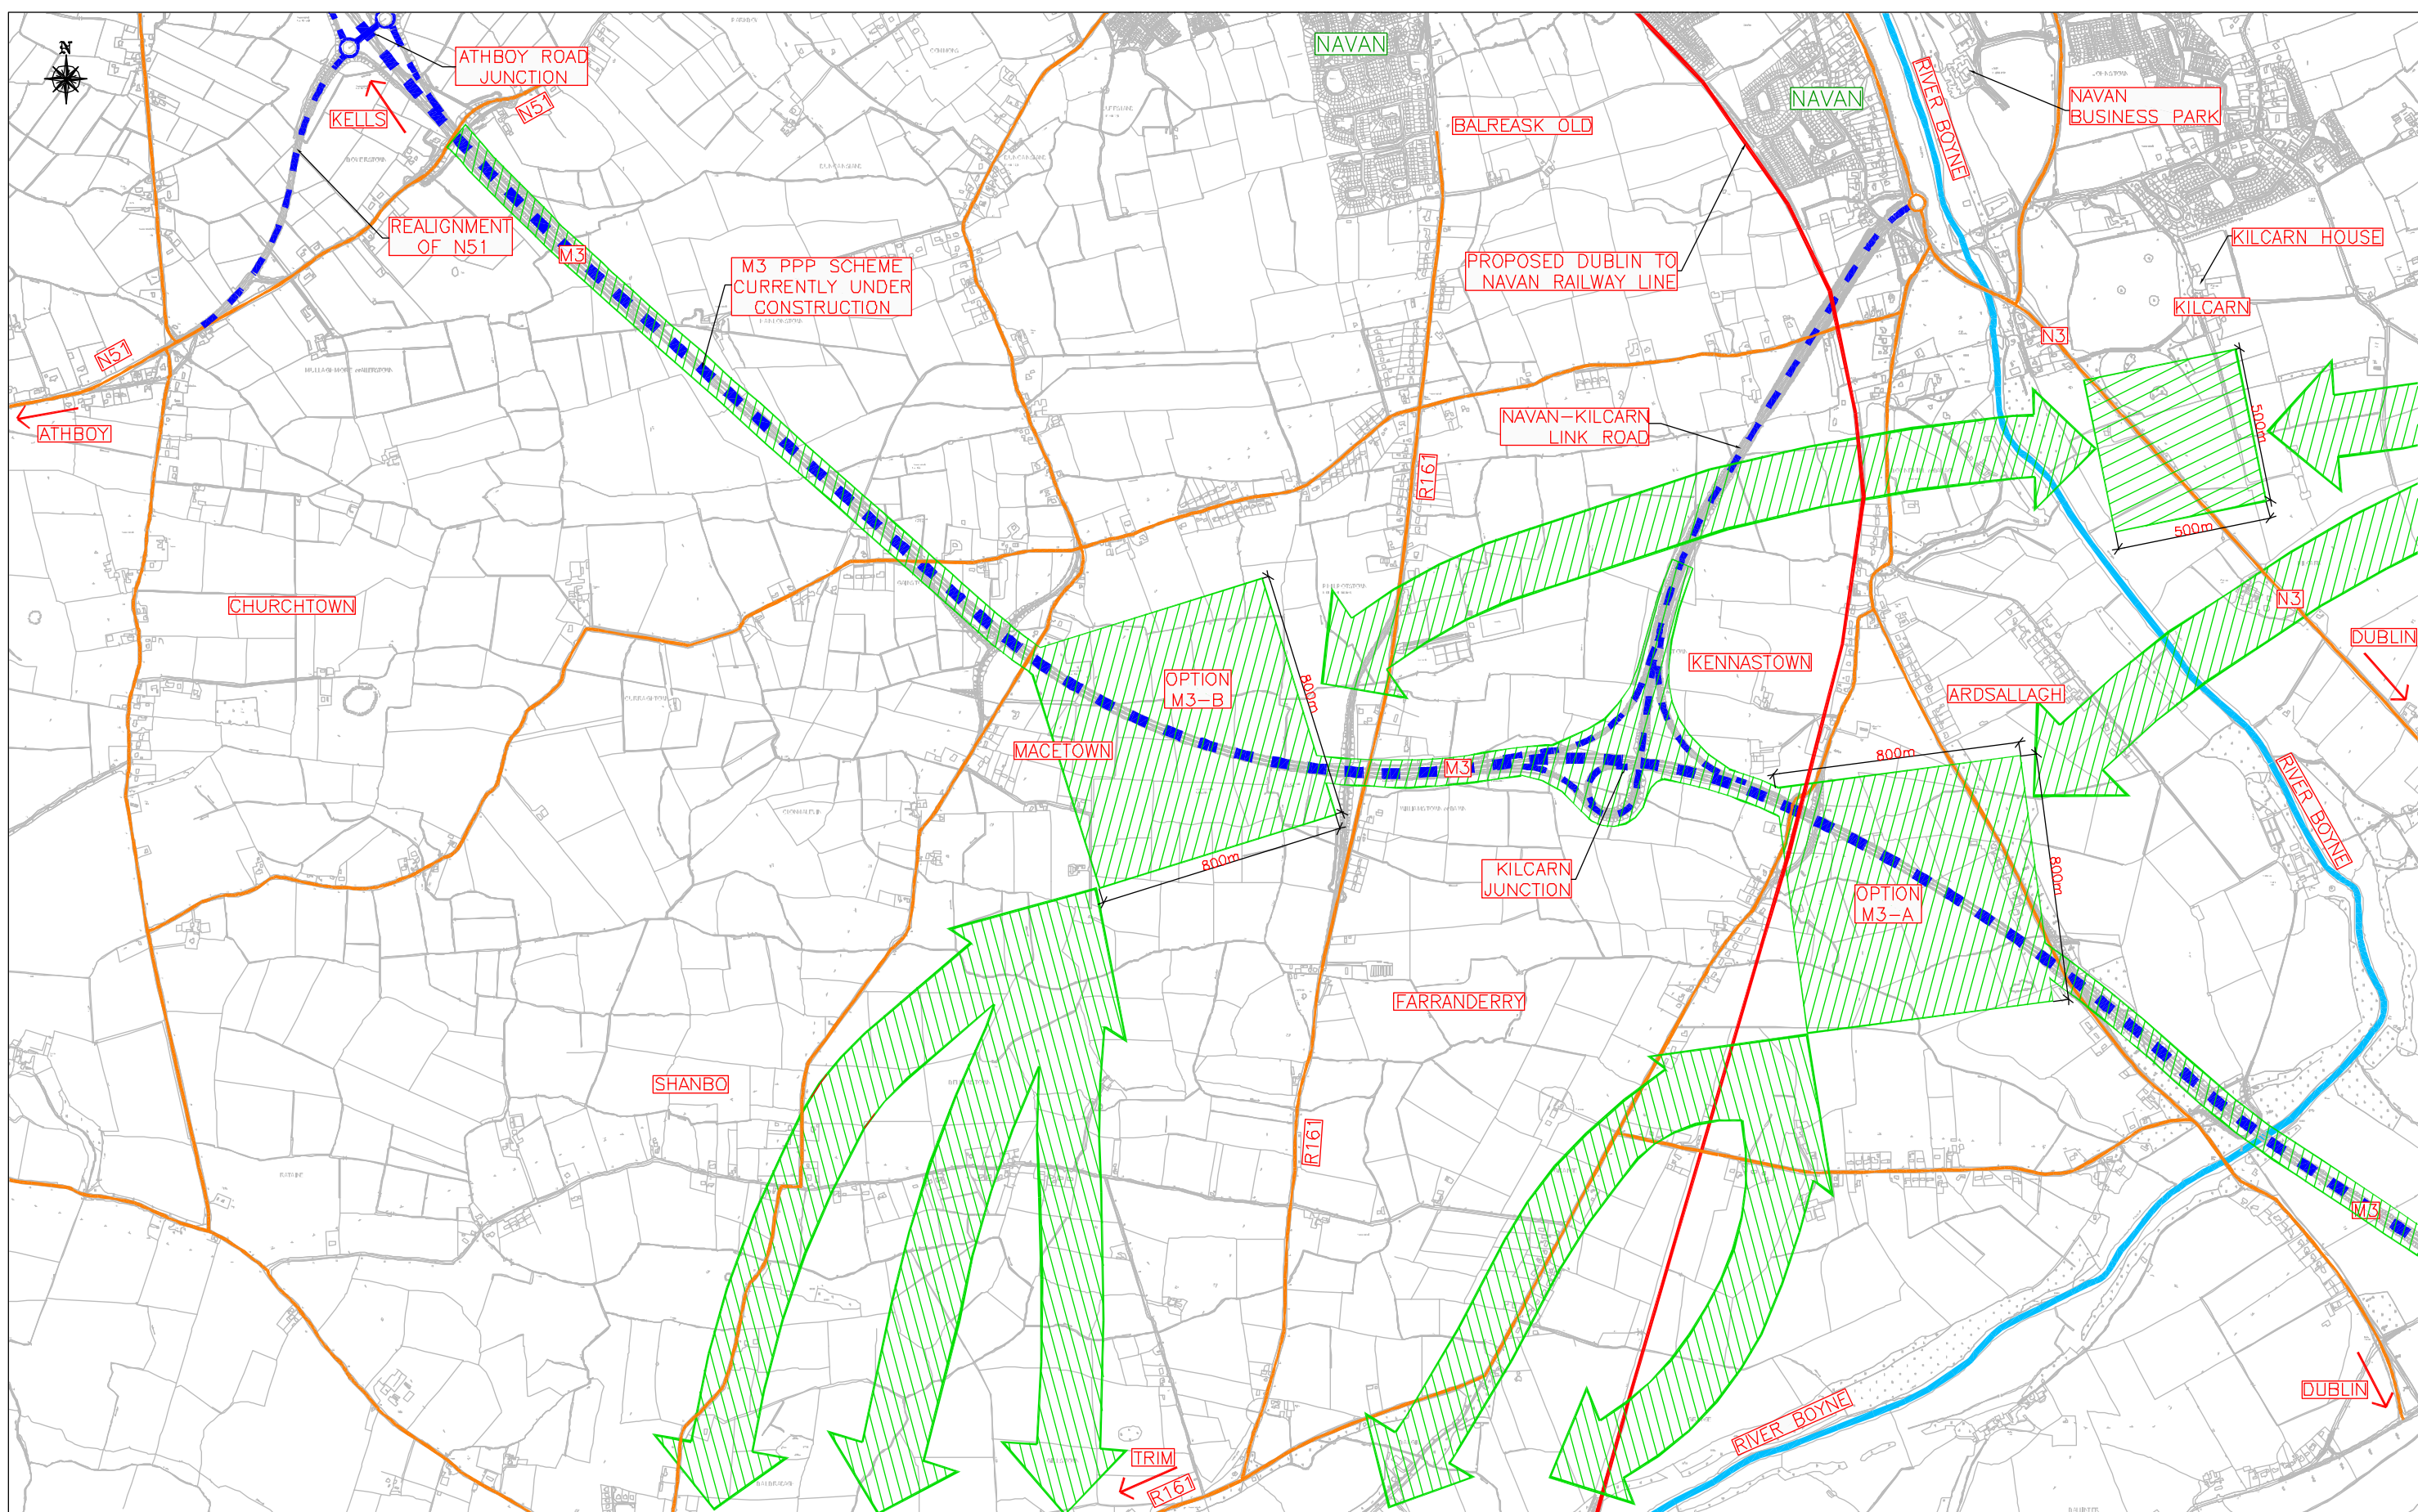 N
ATHBOY ROAD
JUNCTION
NAVAN
NAVAN
RIVER BOYNE
NAVAN
BUSINESS PARK
KELLS
N51
BALREASK OLD
REALIGNMENT
OF N51
M3
M3 PPP SCHEME
CURRENTLY UNDER
CONSTRUCTION
PROPOSED DUBLIN TO
NAVAN RAILWAY LINE
KILCARN HOUSE
KILCARN
N3
N51
ATHBOY
NAVAN-KILCARN
LINK ROAD
500m
500m
R161
CHURCHTOWN
N3
DUBLIN
KENNASTOWN
ARDSALLAGH
OPTION
M3-B
800m
MACETOWN
M3
800m
RIVER BOYNE
800m
KILCARN
JUNCTION
OPTION
M3-A
800m
FARRANDERRY
SHANBO
R161
M3
DUBLIN
RIVER BOYNE
TRIM
R161